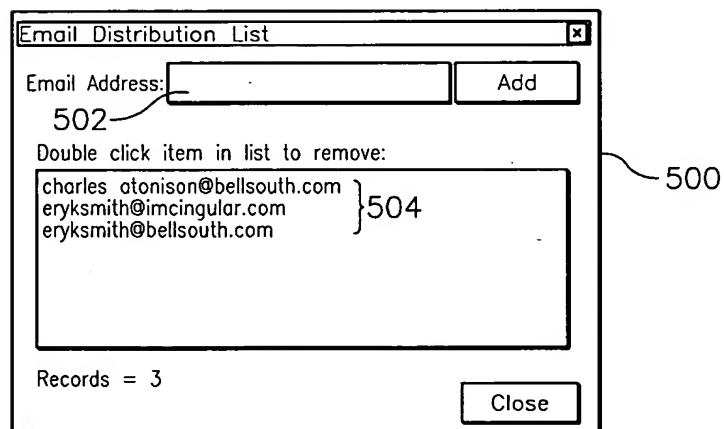 Email Distribution List
Email Address:
Add
502
Double click item in list to remove:
500
charles atonison@bellsouth.com
eryksmith@imcingular.com
504
eryksmith@bellsouth.com
Records = 3
Close